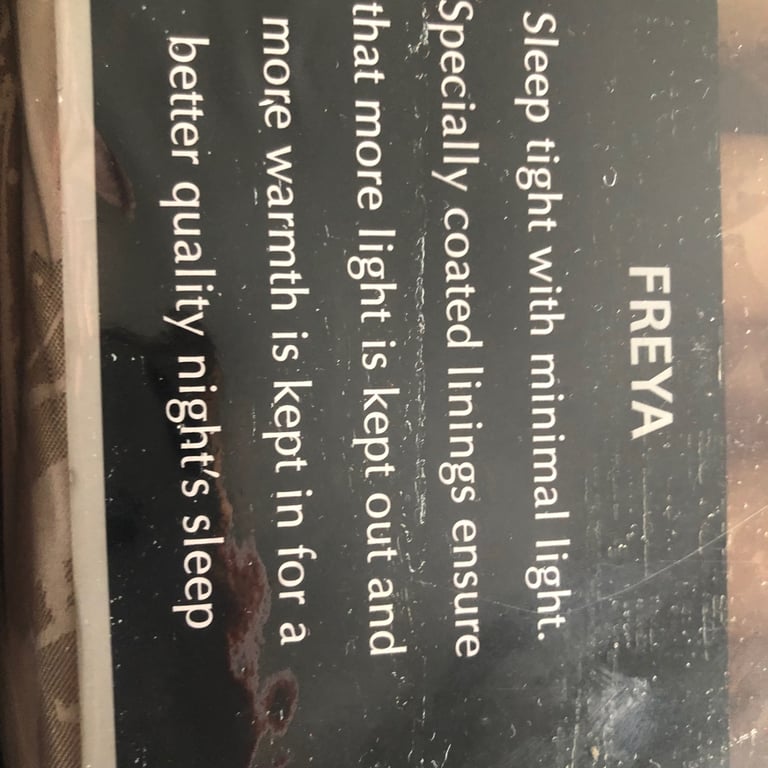 FREYA
Sleep tight with minimal light.
Specially coated linings ensure
that more light is kept out and
more warmth is kept in for a
better quality night's sleep